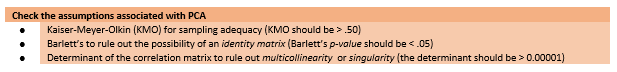 Check the assumptions associated with PCA
● Kaiser-Meyer-Olkin (KMO) for sampling adequacy (KMO should be > .50)
● Barlett's to rule out the possibility of an identity matrix (Barlett's p-value should be < .05)
● Determinant of the correlation matrix to rule out multicollinearity or singularity (the determinant should be > 0.00001)